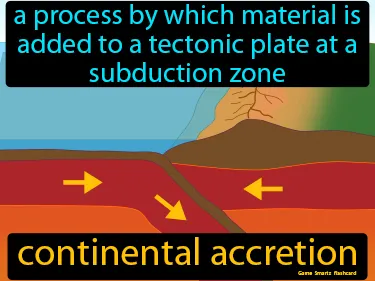 a process by which material is
added to a tectonic plate at a
subduction zone
continental accretion
Game Smartz flashcard